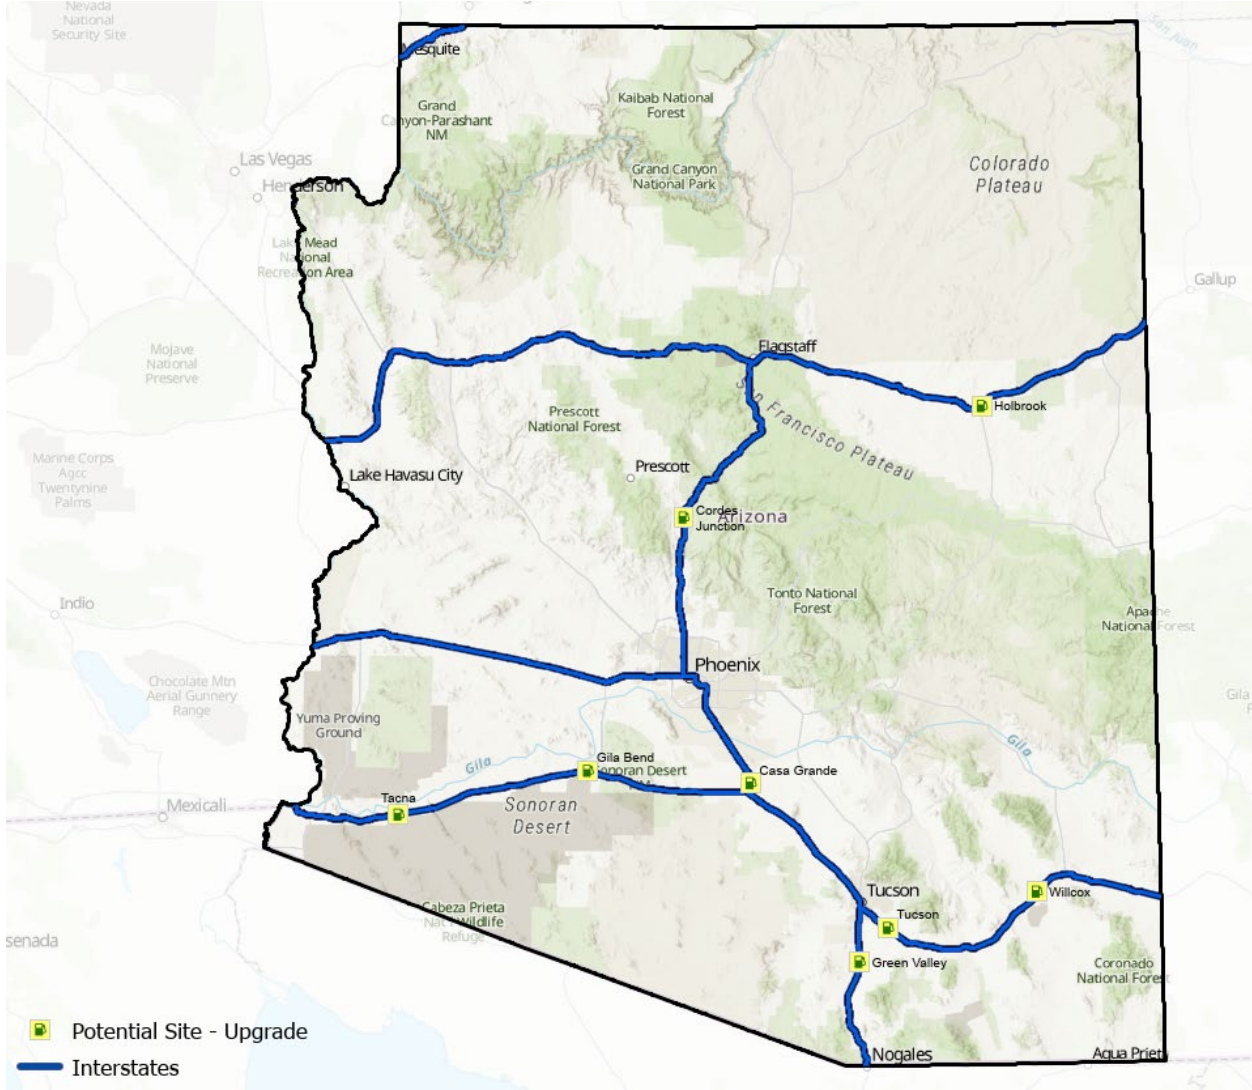 Nevada
National
Security Site
San Juan
Mesquite
Grand
Canyon-Parashant
NM
Kaibab National
Forest
Las Vegas
Henderson
Grand Canyon
National Park
Colorado
Plateau
Lake Mead
National
Recreation Area
Gallup
Mojave
National
Preserve
Flagstaff
San Francisco Plateau
Holbrook
Prescott
National Forest
Marine Corps
Agcc
Twentynine
Palms
Lake Havasu City
Prescott
Cordes
Junction
Arizona
Indio
Tonto National
Forest
Apache
National Forest
Phoenix
Chocolate Mtn
Aerial Gunnery
Range
Gila
Yuma Proving
Ground
Gila
Gila
Gila Bend
Sonoran Desert
Casa Grande
Tacna
Mexicali
Sonoran
Desert
Tucson
Willcox
Tucson
Cabeza Prieta
Nat'l Wildlife
Refuge
senada
Green Valley
Coronado
National Forest
Potential Site - Upgrade
Interstates
Nogales
Agua Prieta